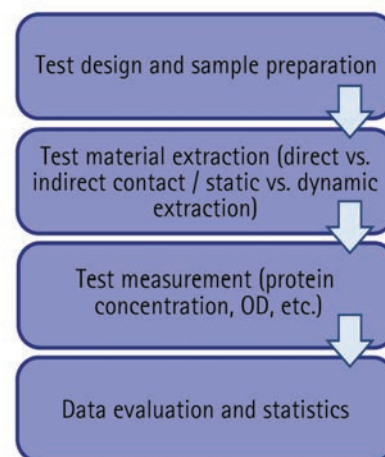 Test design and sample preparation
Test material extraction (direct vs.
indirect contact / static vs. dynamic
extraction)
Test measurement (protein
concentration, OD, etc.)
Data evaluation and statistics